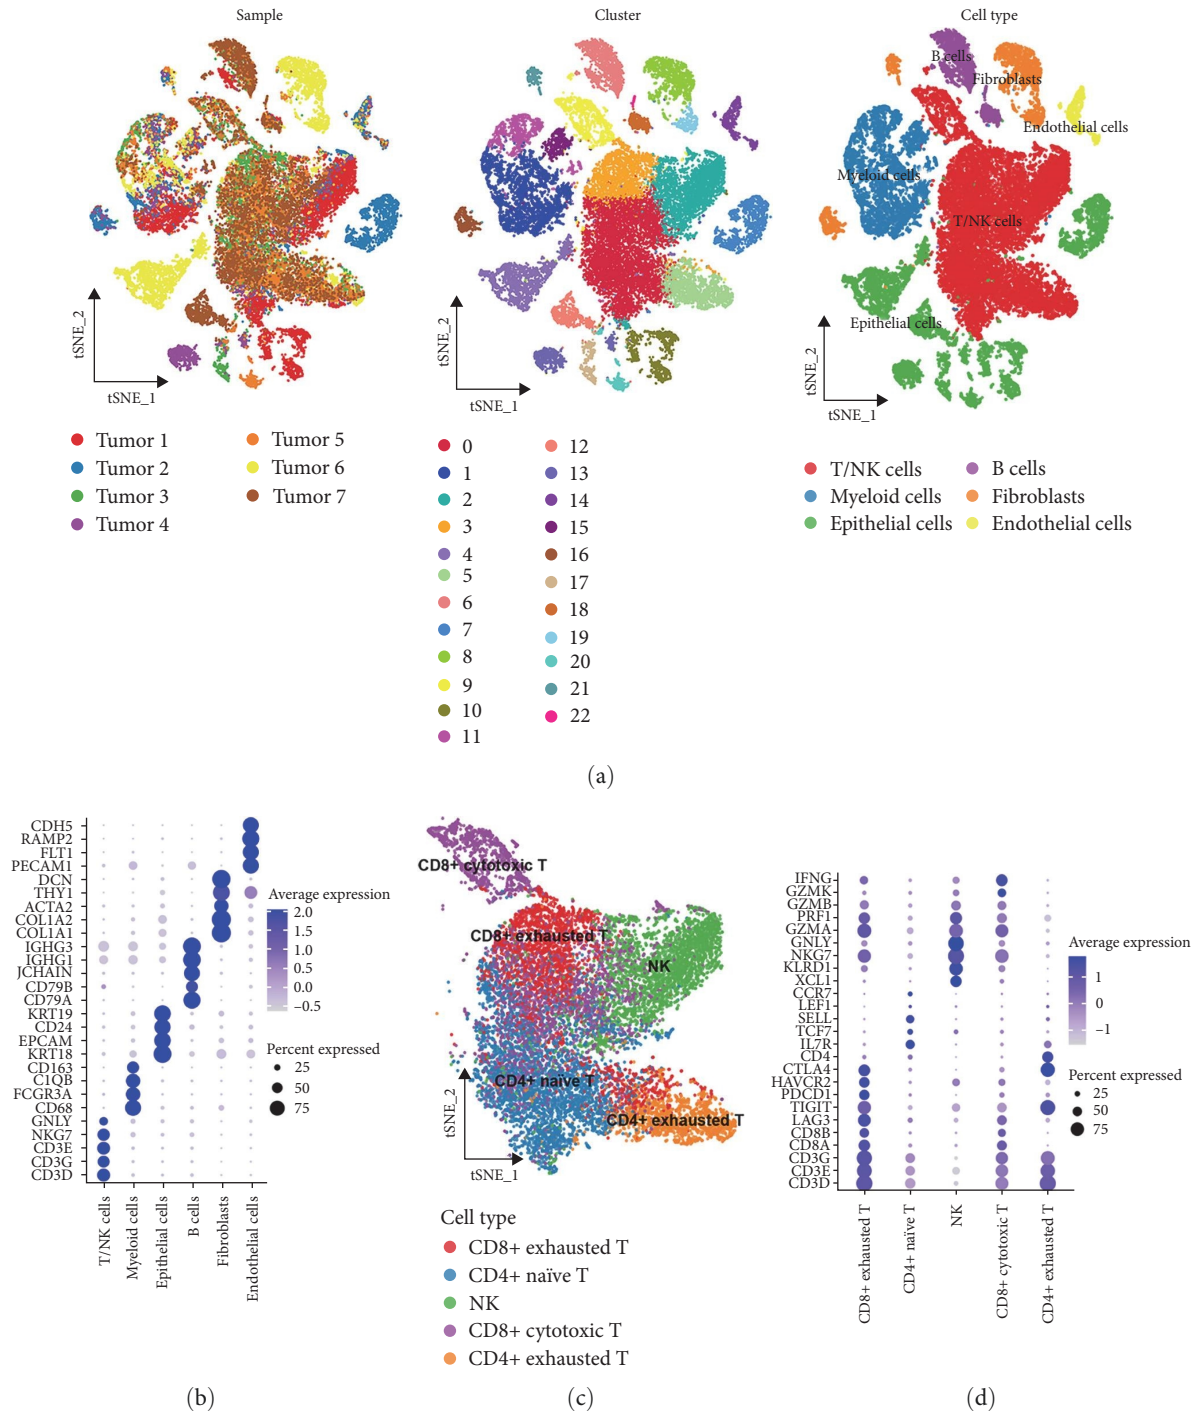 Sample
Cluster
Cell type
B cells
Fibroblasts
Endothelial cells
Myeloid cells
T/NK cells
Epithelial cells
tSNE_2
tSNE_1
tSNE_2
tSNE_1
tSNE_2
tSNE_1
Tumor 1
Tumor 2
Tumor 3
Tumor 4
Tumor 5
Tumor 6
Tumor 7
0
1
2
3
4
5
6
7
8
9
10
11
12
13
14
15
16
17
18
19
20
21
22
T/NK cells
Myeloid cells
Epithelial cells
B cells
Fibroblasts
Endothelial cells
(a)
CDH5
RAMP2
FLT1
PECAM1
DCN
THY1
ACTA2
COL1A2
COL1A1
IGHG3
IGHG1
JCHAIN
CD79B
CD79A
KRT19
CD24
EPCAM
KRT18
CD163
C1QB
FCGR3A
CD68
GNLY
NKG7
CD3E
CD3G
CD3D
T/NK cells
Myeloid cells
Epithelial cells
B cells
Fibroblasts
Endothelial cells
Average expression
2.0
1.5
1.0
0.5
0.0
−0.5
Percent expressed
25
50
75
(b)
CD8+ cytotoxic T
CD8+ exhausted T
NK
CD4+ naïve T
CD4+ exhausted T
tSNE_2
tSNE_1
Cell type
CD8+ exhausted T
CD4+ naïve T
NK
CD8+ cytotoxic T
CD4+ exhausted T
(c)
IFNG
GZMK
GZMB
PRF1
GZMA
GNLY
NKG7
KLRD1
XCL1
CCR7
LEF1
SELL
TCF7
IL7R
CD4
CTLA4
HAVCR2
PDCD1
TIGIT
LAG3
CD8B
CD8A
CD3G
CD3E
CD3D
CD8+ exhausted T
CD4+ naïve T
NK
CD8+ cytotoxic T
CD4+ exhausted T
Average expression
1
0
−1
Percent expressed
25
50
75
(d)